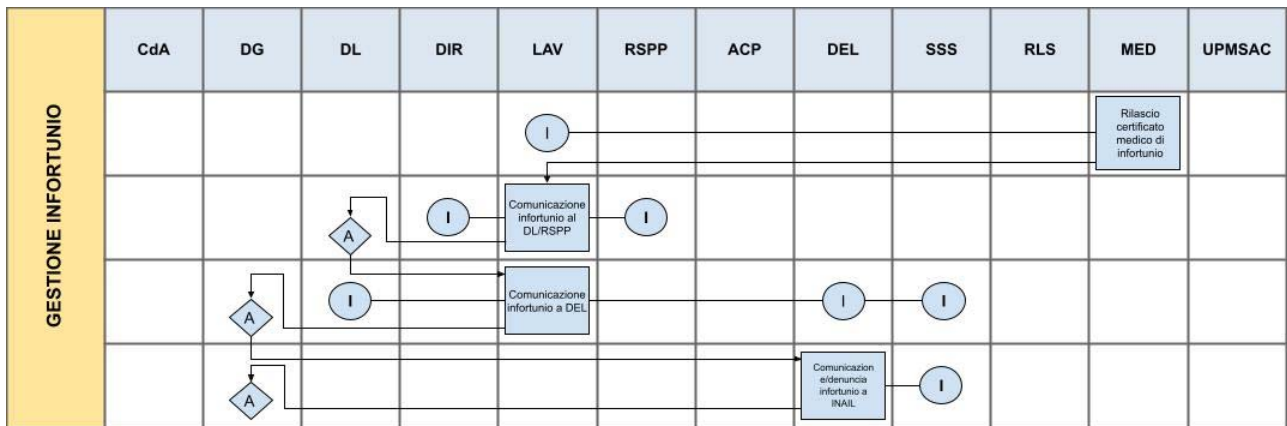 GESTIONE INFORTUNIO
CdA DG DL DIR LAV RSPP ACP DEL SSS RLS MED UPMSAC
I
Rilascio
certificato
medico di
infortunio
I
Comunicazione
infortunio al
DL/RSPP
I
A
I
Comunicazione
infortunio a DEL
I
I
A
Comunicazion
e/denuncia
infortunio a
INAIL
I
A